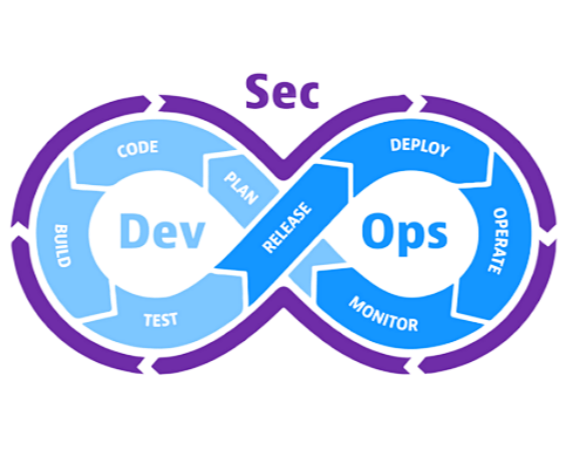 Sec
CODE
PLAN
DEPLOY
BUILD
Dev
RELEASE
Ops
OPERATE
TEST
MONITOR